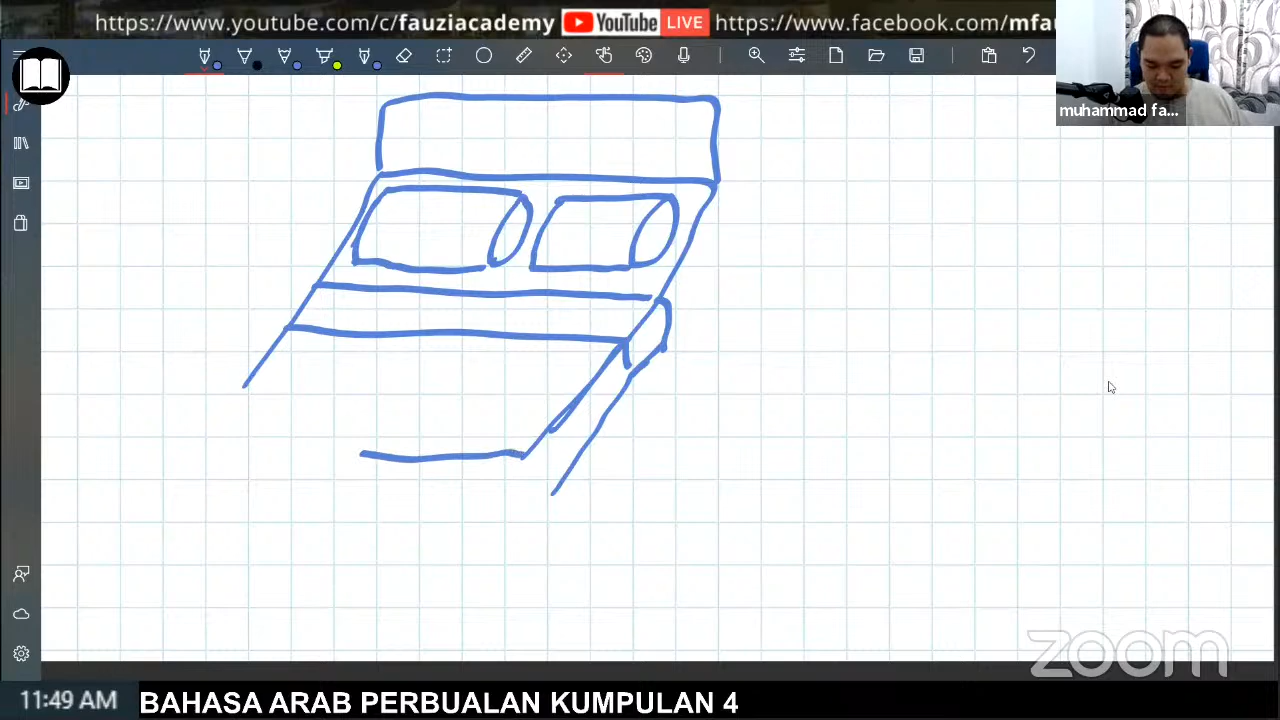 https://www.youtube.com/c/fauziacademy YouTube LIVE https://www.facebook.com/mfau
muhammad fa...
zoom
11:49 AM BAHASA ARAB PERBUALAN KUMPULAN 4